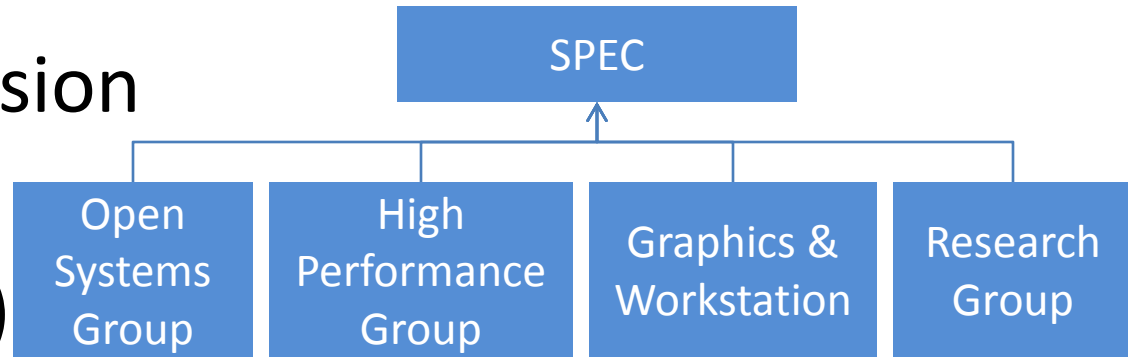 SPEC
sion
Open
Systems
Group
High
Performance
Group
Graphics &
Workstation
Research
Group
)